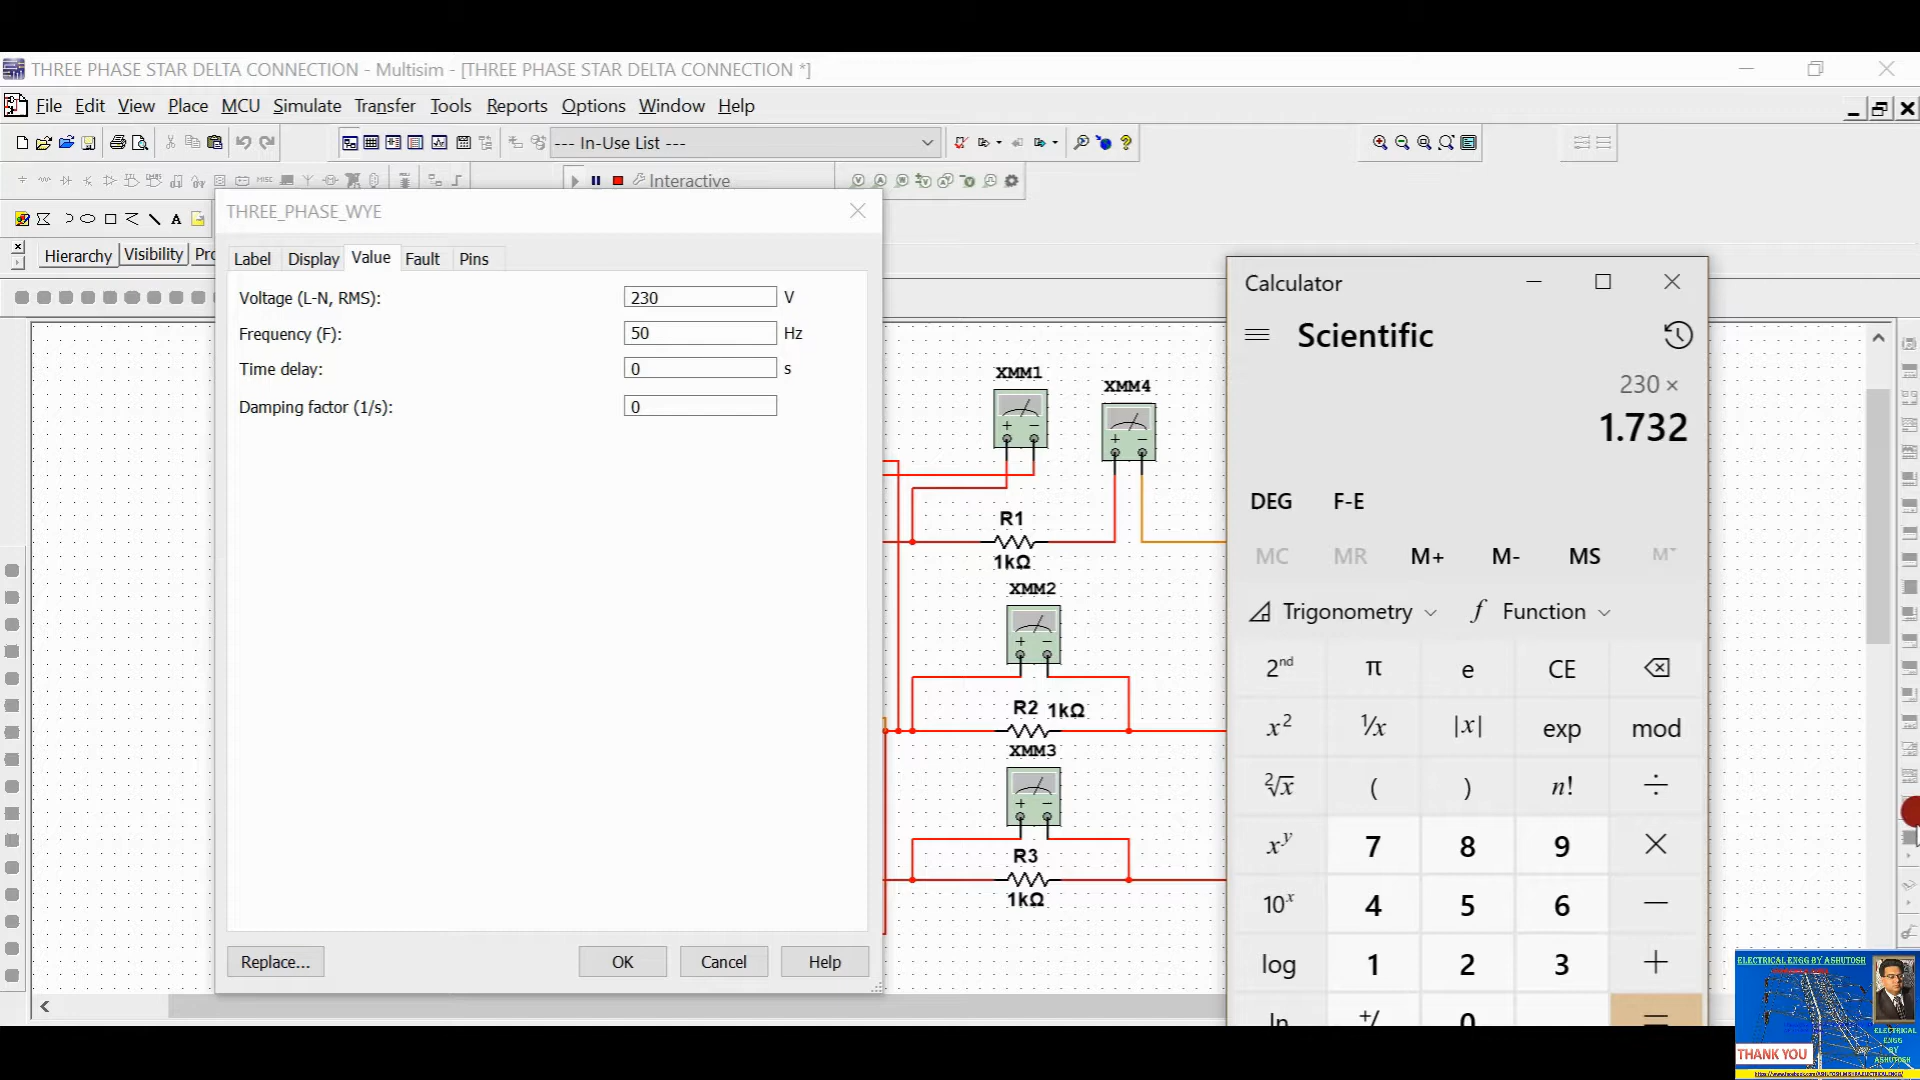 THREE PHASE STAR DELTA CONNECTION - Multisim - [THREE PHASE STAR DELTA CONNECTION *]
File Edit View Place MCU Simulate Transfer Tools Reports Options Window Help
--- In-Use List ---
Interactive
Hierarchy Visibility
THREE_PHASE_WYE
Label Display Value Fault Pins
Voltage (L-N, RMS): 230 V
Frequency (F): 50 Hz
Time delay: 0 s
Damping factor (1/s): 0
Replace... OK Cancel Help
XMM1
XMM4
R1
1kΩ
XMM2
R2 1kΩ
XMM3
R3
1kΩ
Calculator
Scientific
230 ×
1.732
DEG F-E
MC MR M+ M- MS M˅
Trigonometry f Function
2nd π e CE
x² ¹/x |x| exp mod
²√x ( ) n! ÷
xʸ 7 8 9 ×
10ˣ 4 5 6 −
log 1 2 3 +
ln +/ 0 =
ELECTRICAL ENGG BY ASHUTOSH
ELECTRICAL
ENGG
BY
ASHUTOSH
THANK YOU